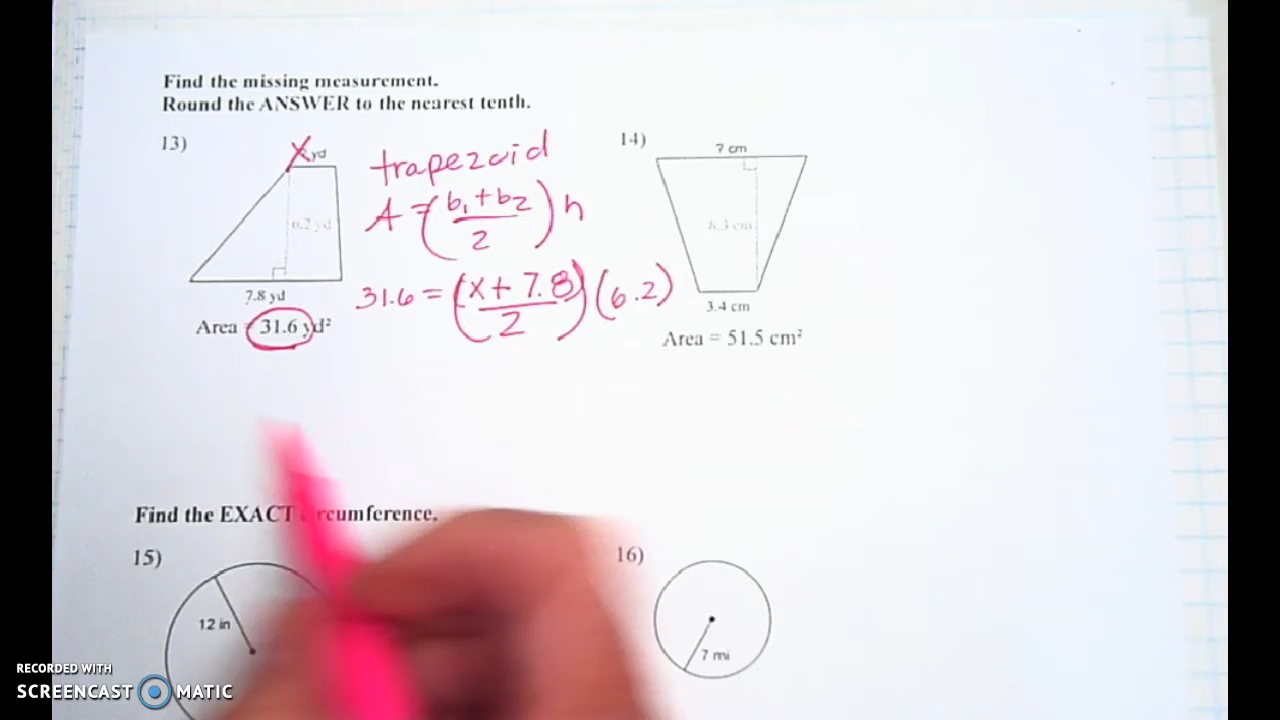 Find the missing measurement.
Round the ANSWER to the nearest tenth.
13)
X yd
6.2 yd
7.8 yd
Area = 31.6 yd²
trapezoid
A = (b₁ + b₂ / 2) h
31.6 = (x + 7.8 / 2) (6.2)
14)
7 cm
8.3 cm
3.4 cm
Area = 51.5 cm²
Find the EXACT circumference.
15)
12 in
16)
7 mi
RECORDED WITH
SCREENCAST MATIC